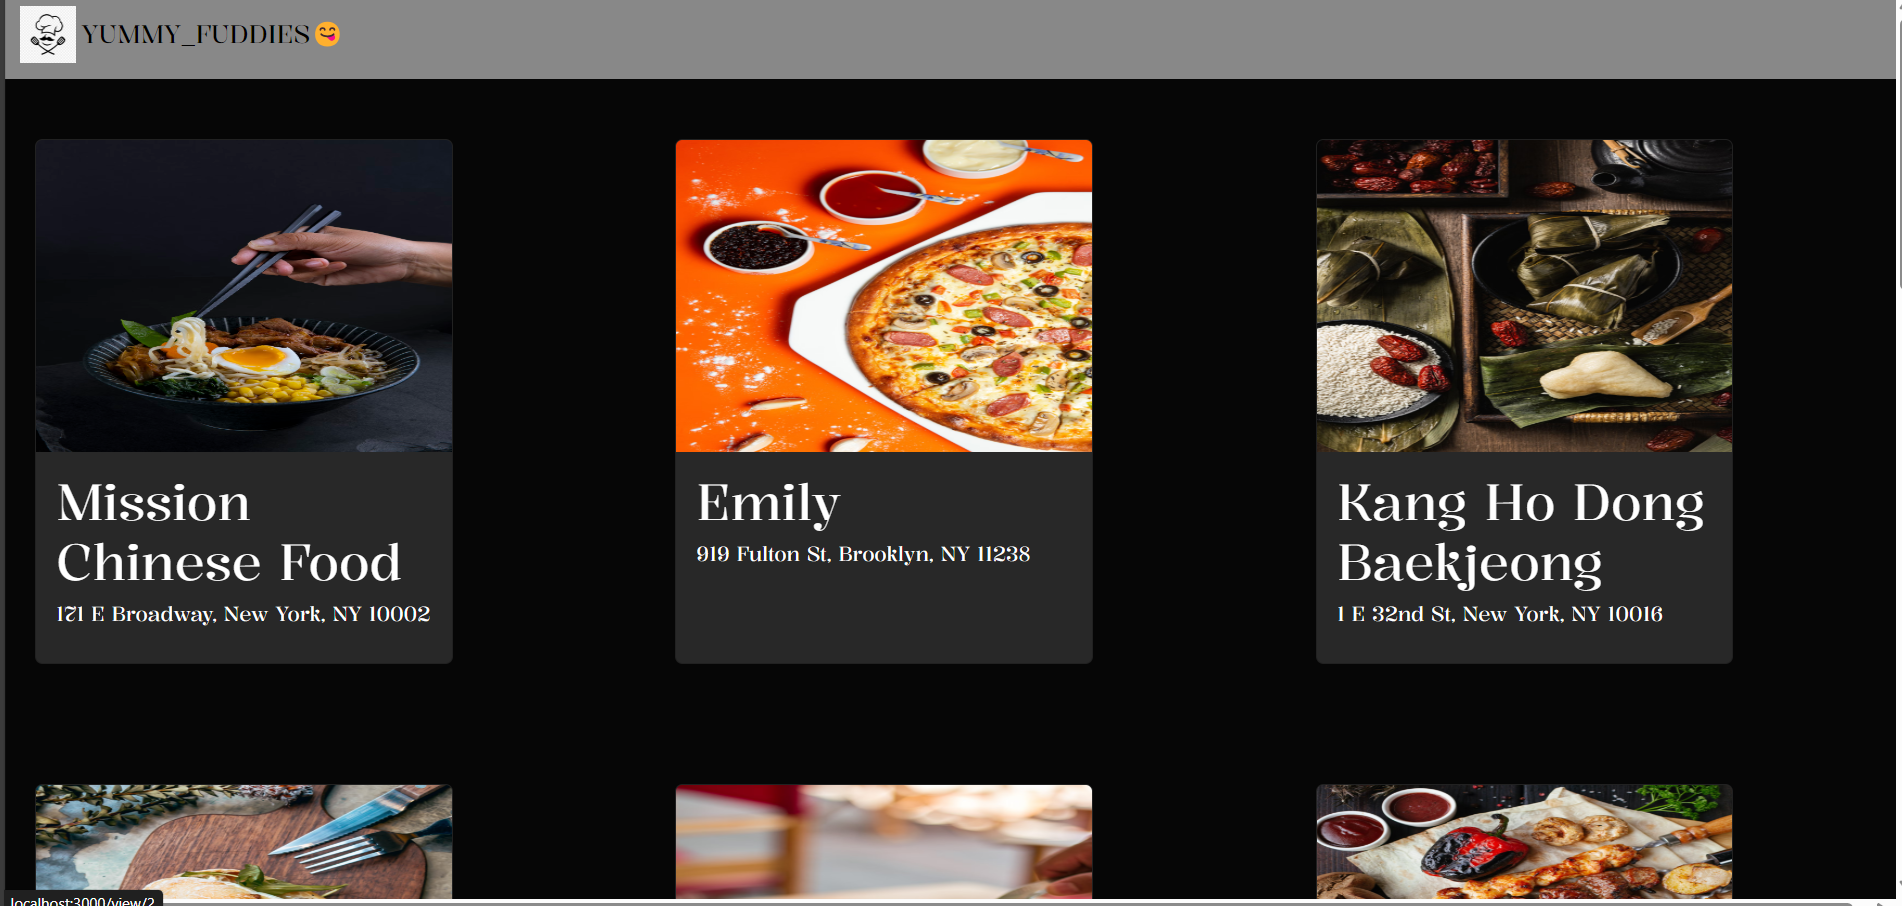 YUMMY_FUDDIES😋
Mission
Chinese Food
171 E Broadway, New York, NY 10002
Emily
919 Fulton St, Brooklyn, NY 11238
Kang Ho Dong
Baekjeong
1 E 32nd St, New York, NY 10016
localhost:3000/view/2